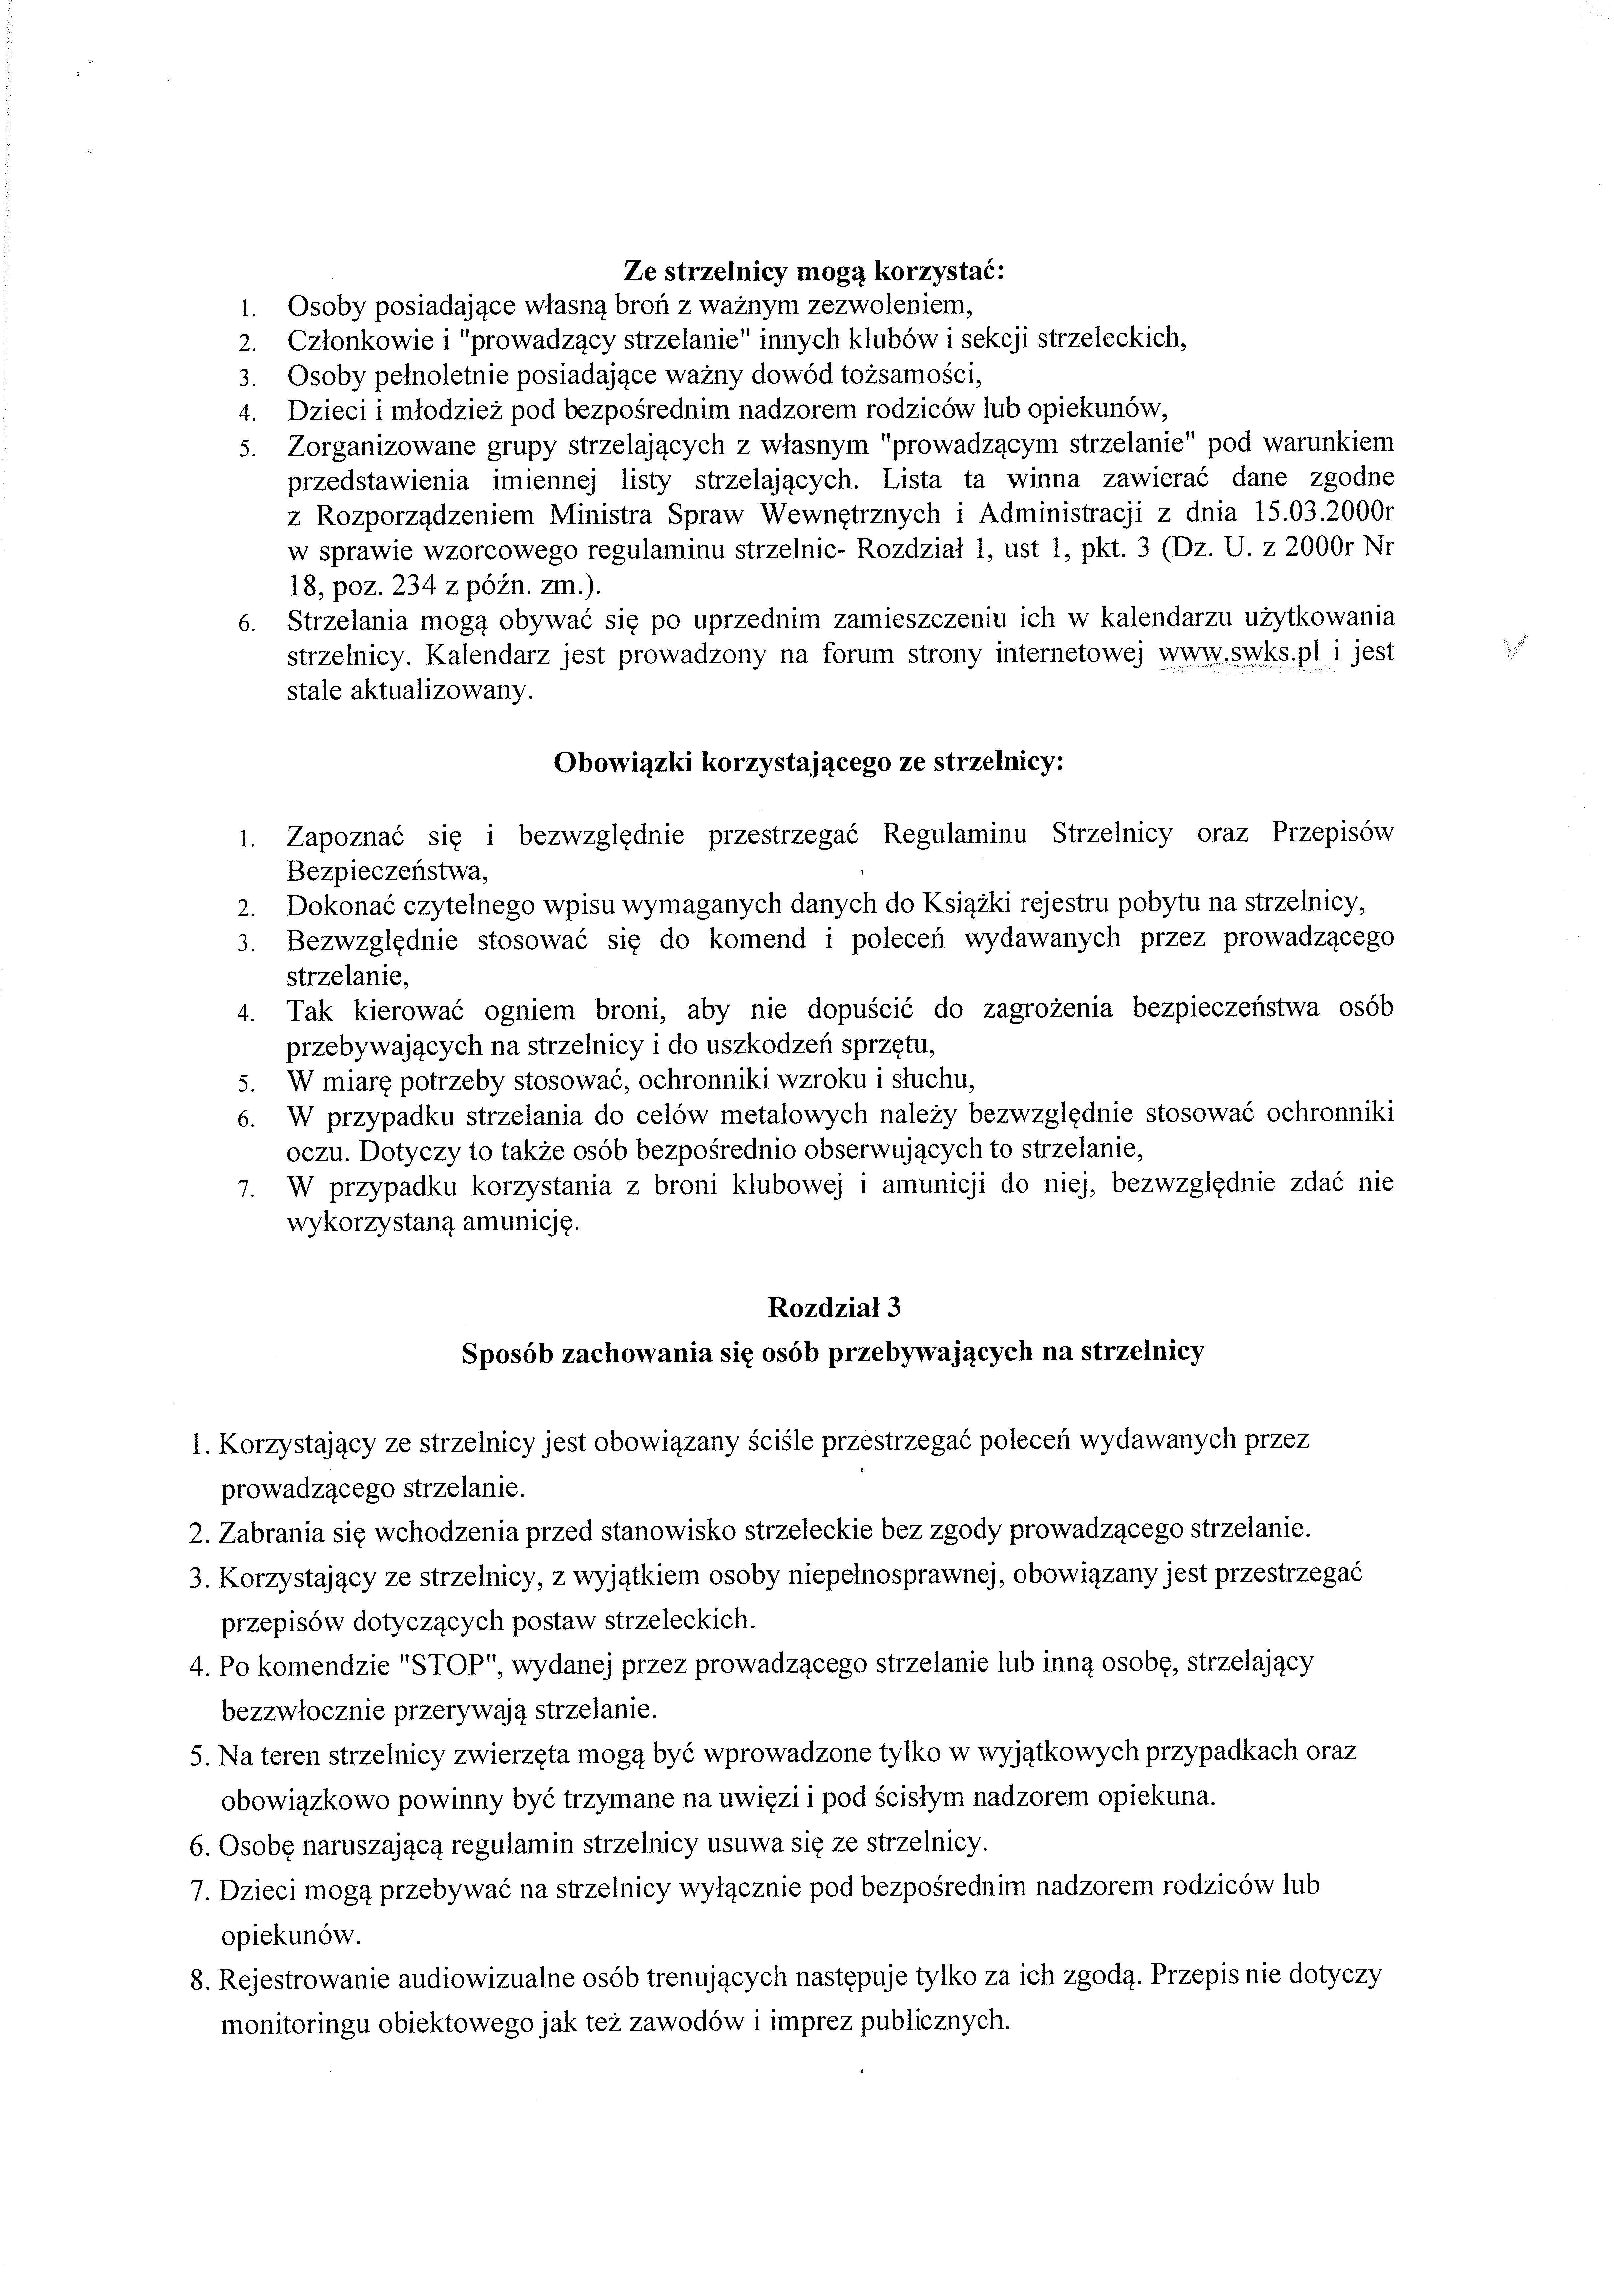 Ze strzelnicy mogą korzystać:
1. Osoby posiadające własną broń z ważnym zezwoleniem,
2. Członkowie i "prowadzący strzelanie" innych klubów i sekcji strzeleckich,
3. Osoby pełnoletnie posiadające ważny dowód tożsamości,
4. Dzieci i młodzież pod bezpośrednim nadzorem rodziców lub opiekunów,
5. Zorganizowane grupy strzelających z własnym "prowadzącym strzelanie" pod warunkiem
przedstawienia imiennej listy strzelających. Lista ta winna zawierać dane zgodne
z Rozporządzeniem Ministra Spraw Wewnętrznych i Administracji z dnia 15.03.2000r
w sprawie wzorcowego regulaminu strzelnic- Rozdział 1, ust 1, pkt. 3 (Dz. U. z 2000r Nr
18, poz. 234 z późn. zm.).
6. Strzelania mogą obywać się po uprzednim zamieszczeniu ich w kalendarzu użytkowania
strzelnicy. Kalendarz jest prowadzony na forum strony internetowej www.swks.pl i jest
stale aktualizowany.
Obowiązki korzystającego ze strzelnicy:
1. Zapoznać się i bezwzględnie przestrzegać Regulaminu Strzelnicy oraz Przepisów
Bezpieczeństwa,
2. Dokonać czytelnego wpisu wymaganych danych do Książki rejestru pobytu na strzelnicy,
3. Bezwzględnie stosować się do komend i poleceń wydawanych przez prowadzącego
strzelanie,
4. Tak kierować ogniem broni, aby nie dopuścić do zagrożenia bezpieczeństwa osób
przebywających na strzelnicy i do uszkodzeń sprzętu,
5. W miarę potrzeby stosować, ochronniki wzroku i słuchu,
6. W przypadku strzelania do celów metalowych należy bezwzględnie stosować ochronniki
oczu. Dotyczy to także osób bezpośrednio obserwujących to strzelanie,
7. W przypadku korzystania z broni klubowej i amunicji do niej, bezwzględnie zdać nie
wykorzystaną amunicję.
Rozdział 3
Sposób zachowania się osób przebywających na strzelnicy
1. Korzystający ze strzelnicy jest obowiązany ściśle przestrzegać poleceń wydawanych przez
prowadzącego strzelanie.
2. Zabrania się wchodzenia przed stanowisko strzeleckie bez zgody prowadzącego strzelanie.
3. Korzystający ze strzelnicy, z wyjątkiem osoby niepełnosprawnej, obowiązany jest przestrzegać
przepisów dotyczących postaw strzeleckich.
4. Po komendzie "STOP", wydanej przez prowadzącego strzelanie lub inną osobę, strzelający
bezzwłocznie przerywają strzelanie.
5. Na teren strzelnicy zwierzęta mogą być wprowadzone tylko w wyjątkowych przypadkach oraz
obowiązkowo powinny być trzymane na uwięzi i pod ścisłym nadzorem opiekuna.
6. Osobę naruszającą regulamin strzelnicy usuwa się ze strzelnicy.
7. Dzieci mogą przebywać na strzelnicy wyłącznie pod bezpośrednim nadzorem rodziców lub
opiekunów.
8. Rejestrowanie audiowizualne osób trenujących następuje tylko za ich zgodą. Przepis nie dotyczy
monitoringu obiektowego jak też zawodów i imprez publicznych.